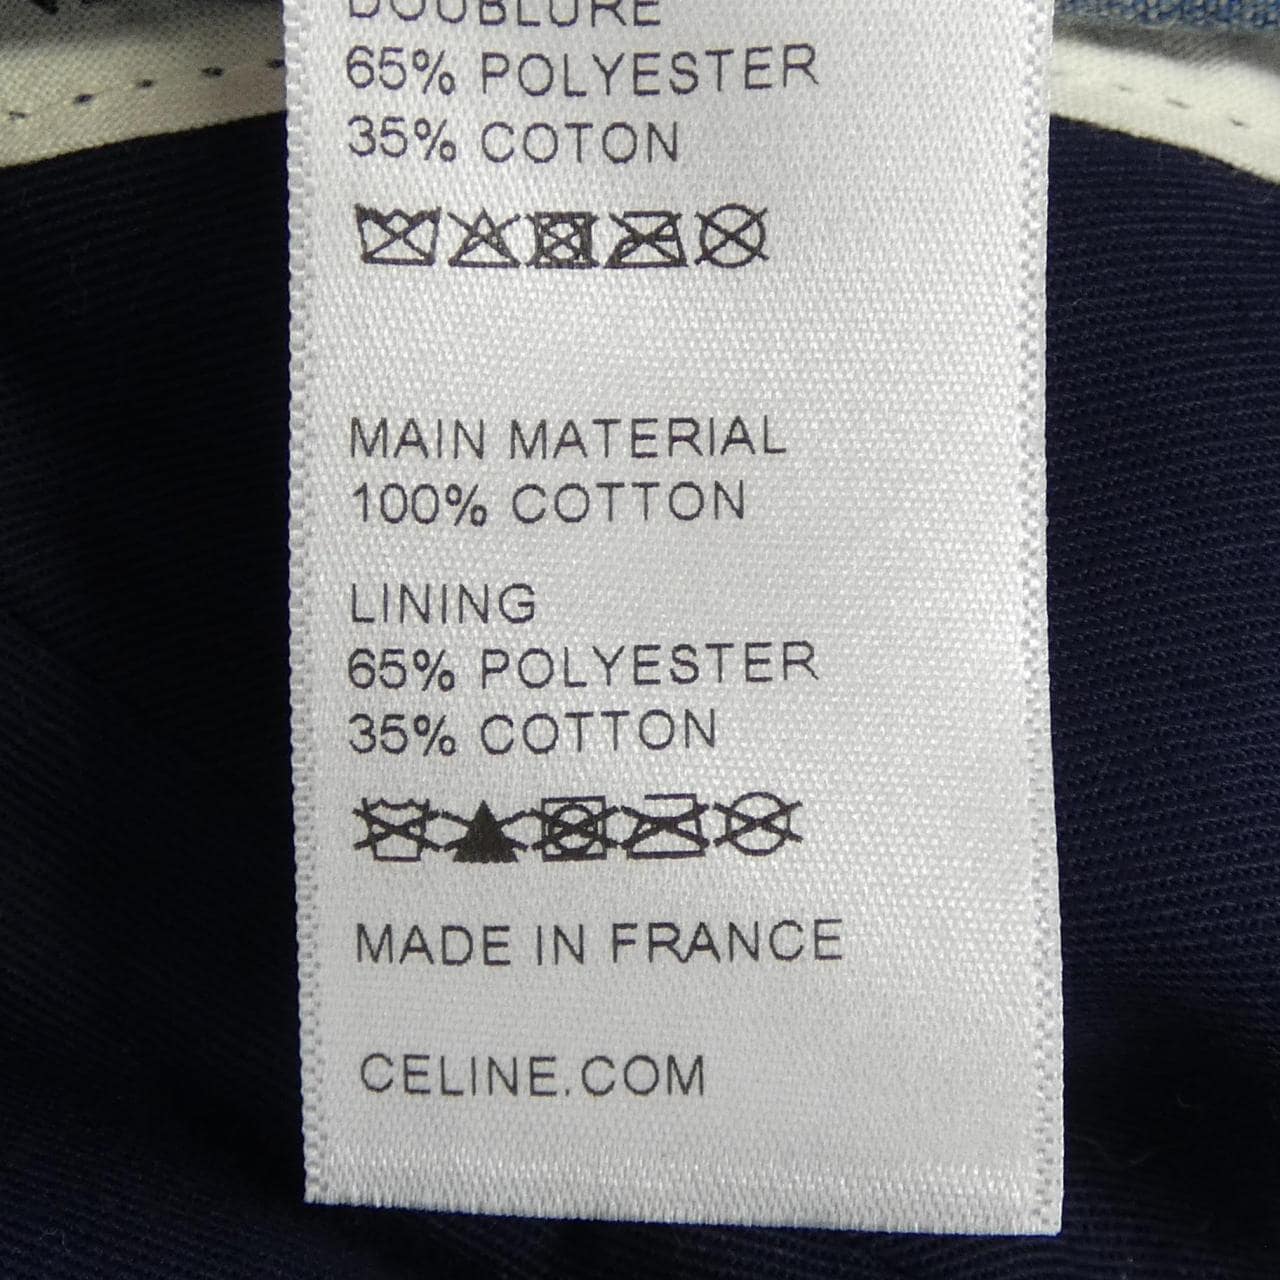 DOUBLURE
65% POLYESTER
35% COTON
MAIN MATERIAL
100% COTTON
LINING
65% POLYESTER
35% COTTON
MADE IN FRANCE
CELINE.COM